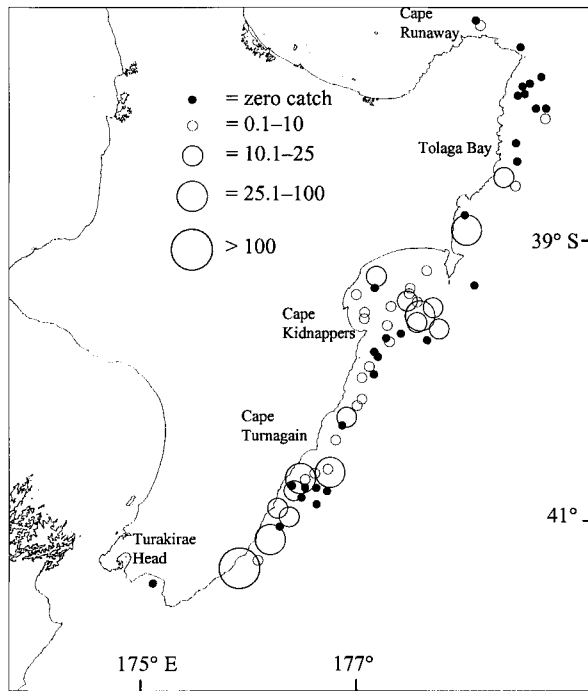 Cape
Runaway
= zero catch
= 0.1–10
= 10.1–25
= 25.1–100
> 100
Tolaga Bay
39° S
Cape
Kidnappers
Cape
Turnagain
Turakirae
Head
41°
175° E
177°